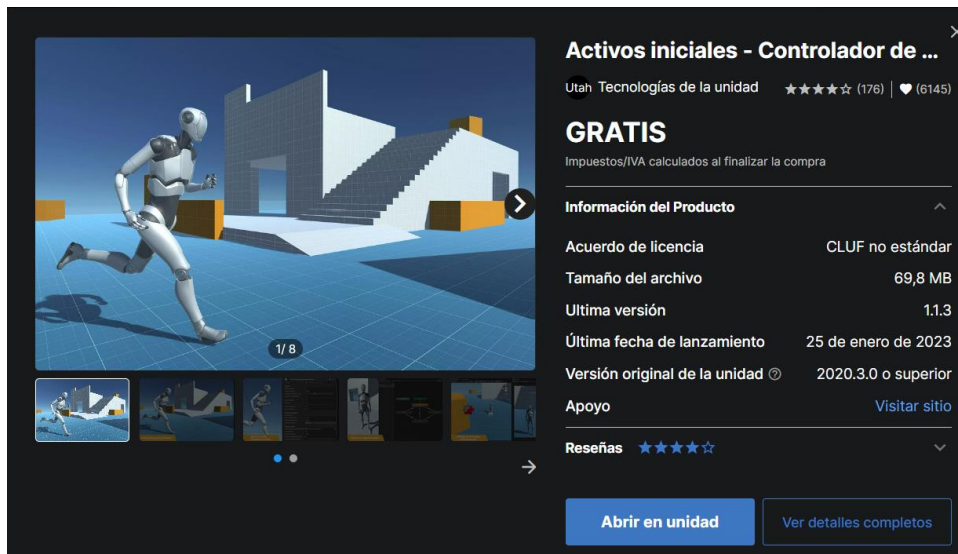 Activos iniciales - Controlador de ...
Utah Tecnologías de la unidad ★★★★☆ (176) | ♥ (6145)
GRATIS
Impuestos/IVA calculados al finalizar la compra
Información del Producto
Acuerdo de licencia CLUF no estándar
Tamaño del archivo 69,8 MB
Ultima versión 1.1.3
Última fecha de lanzamiento 25 de enero de 2023
Versión original de la unidad 2020.3.0 o superior
Apoyo Visitar sitio
Reseñas ★★★★☆
1/8
Abrir en unidad
Ver detalles completos